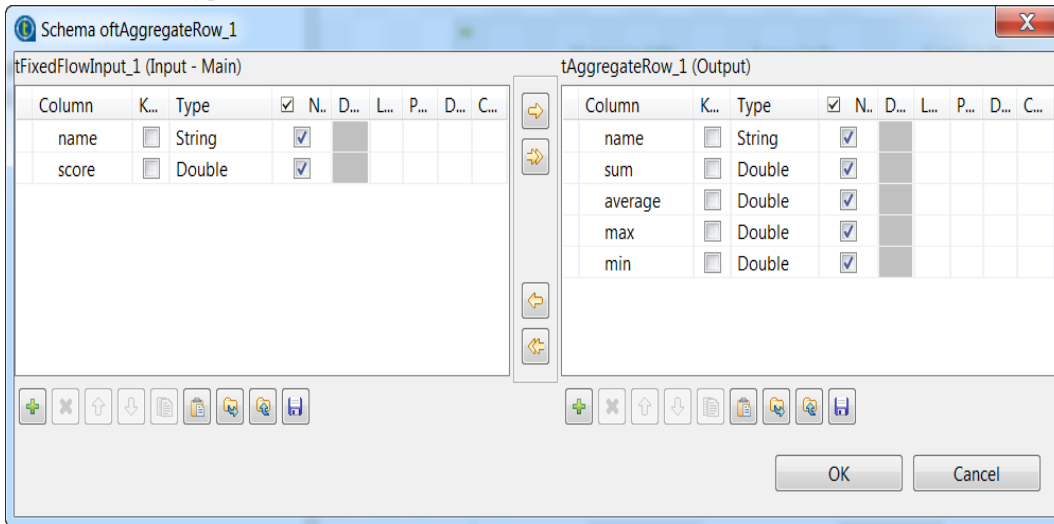 Schema oftAggregateRow_1
X
tFixedFlowInput_1 (Input - Main)
Column K... Type N.. D... L... P... D... C...
name String
score Double
tAggregateRow_1 (Output)
Column K... Type N.. D... L... P... D... C...
name String
sum Double
average Double
max Double
min Double
OK Cancel